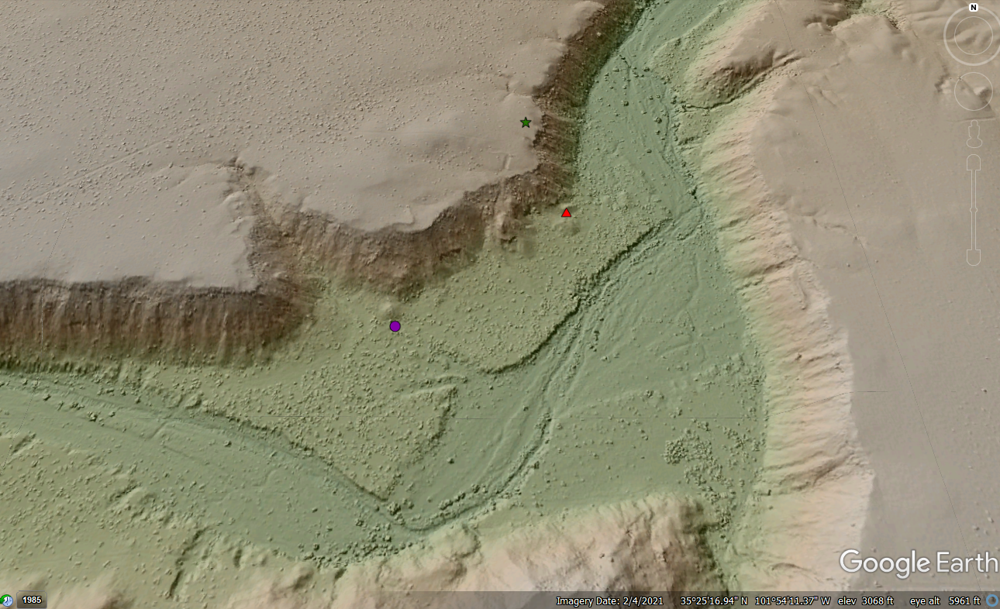 N
Google Earth
1985
Imagery Date: 2/4/2021 35°25'16.94" N 101°54'11.37" W elev 3068 ft eye alt 5961 ft